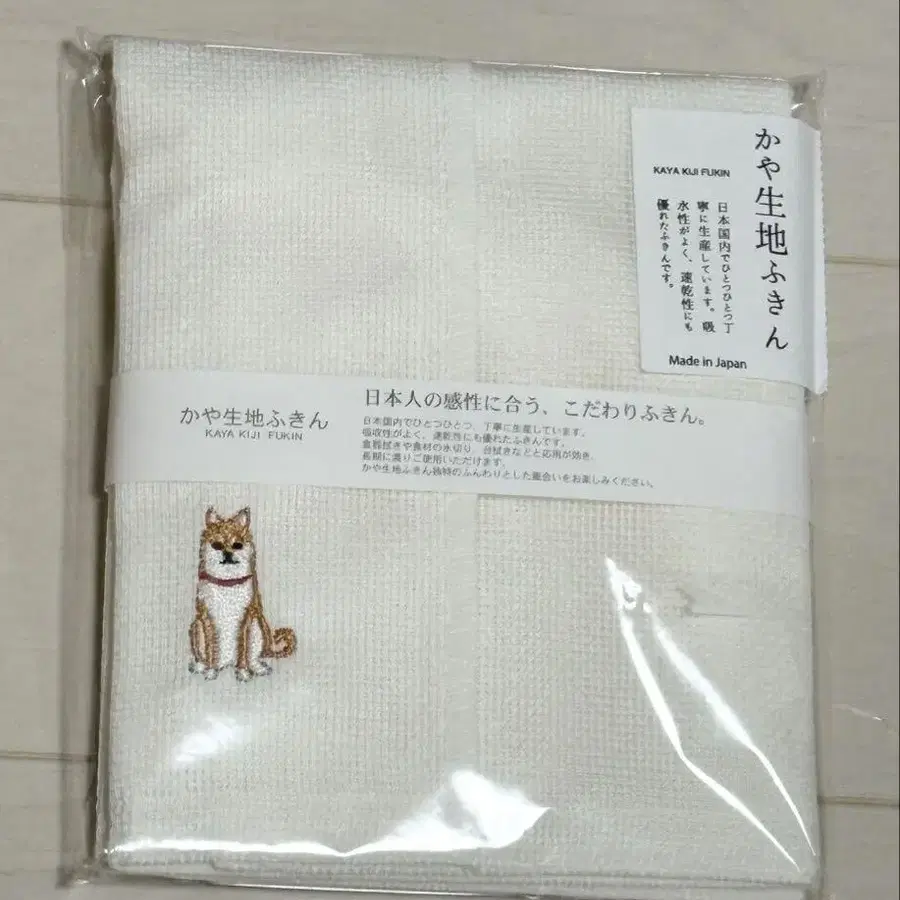 かや生地ふきん
KAYA KIJI FUKIN
日本国内でひとつひとつ丁
寧に生産しています。吸
水性がよく、速乾性にも
優れたふきんです。
Made in Japan
かや生地ふきん
KAYA KIJI FUKIN
日本人の感性に合う、こだわりふきん。
日本国内でひとつひとつ、丁寧に生産しています。
吸収性がよく、速乾性にも優れたふきんです。
食器拭きや食材の水切り、台拭きなどと応用が効き、
長期に渡りご使用いただけます。
かや生地ふきん独特のふんわりとした風合いをお楽しみください。